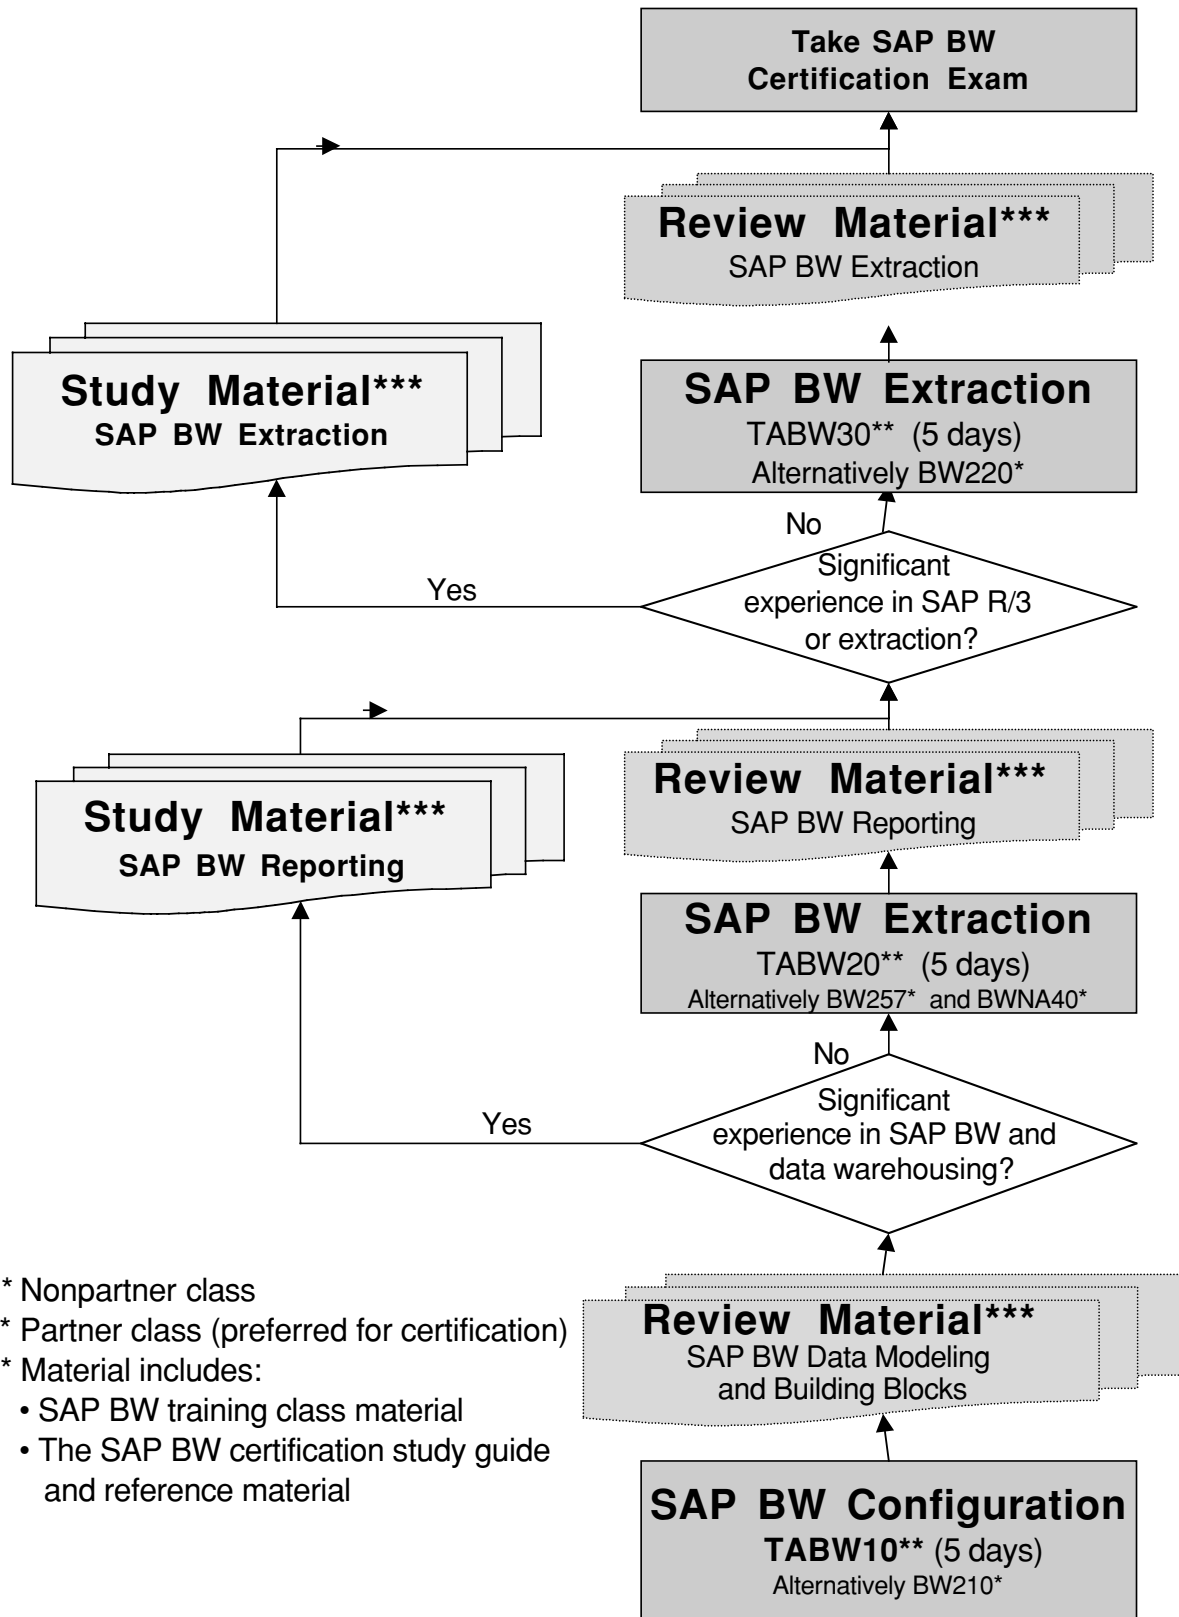 Take SAP BW
Certification Exam
Review Material***
SAP BW Extraction
Study Material***
SAP BW Extraction
SAP BW Extraction
TABW30** (5 days)
Alternatively BW220*
No
Significant
experience in SAP R/3
or extraction?
Yes
Review Material***
SAP BW Reporting
Study Material***
SAP BW Reporting
SAP BW Extraction
TABW20** (5 days)
Alternatively BW257* and BWNA40*
No
Significant
experience in SAP BW and
data warehousing?
Yes
* Nonpartner class
* Partner class (preferred for certification)
* Material includes:
• SAP BW training class material
• The SAP BW certification study guide
and reference material
Review Material***
SAP BW Data Modeling
and Building Blocks
SAP BW Configuration
TABW10** (5 days)
Alternatively BW210*